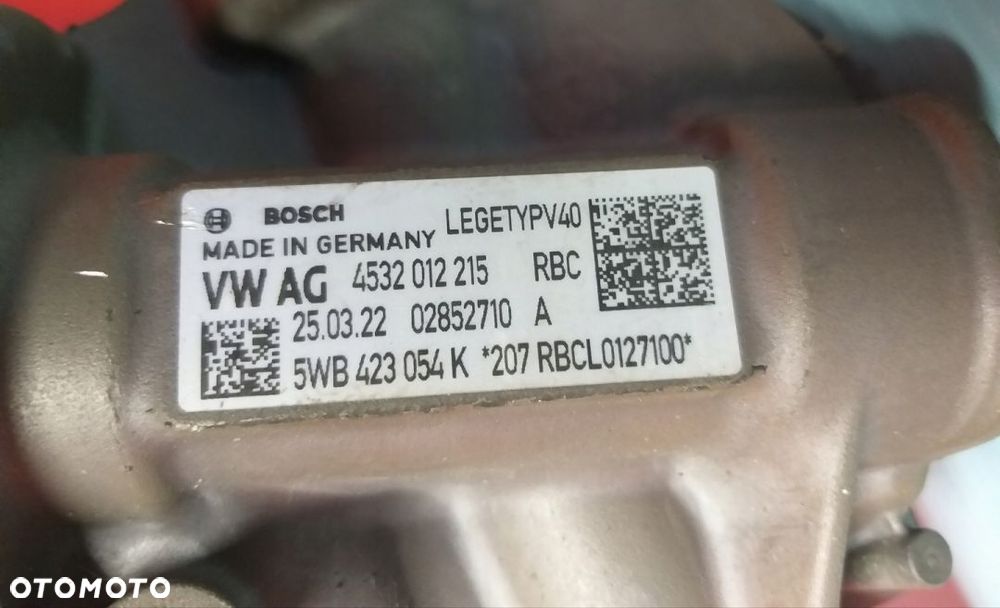 BOSCH LEGETYPV40
MADE IN GERMANY
VW AG 4532 012 215 RBC
25.03.22 02852710 A
5WB 423 054 K *207 RBCL0127100*
OTOMOTO